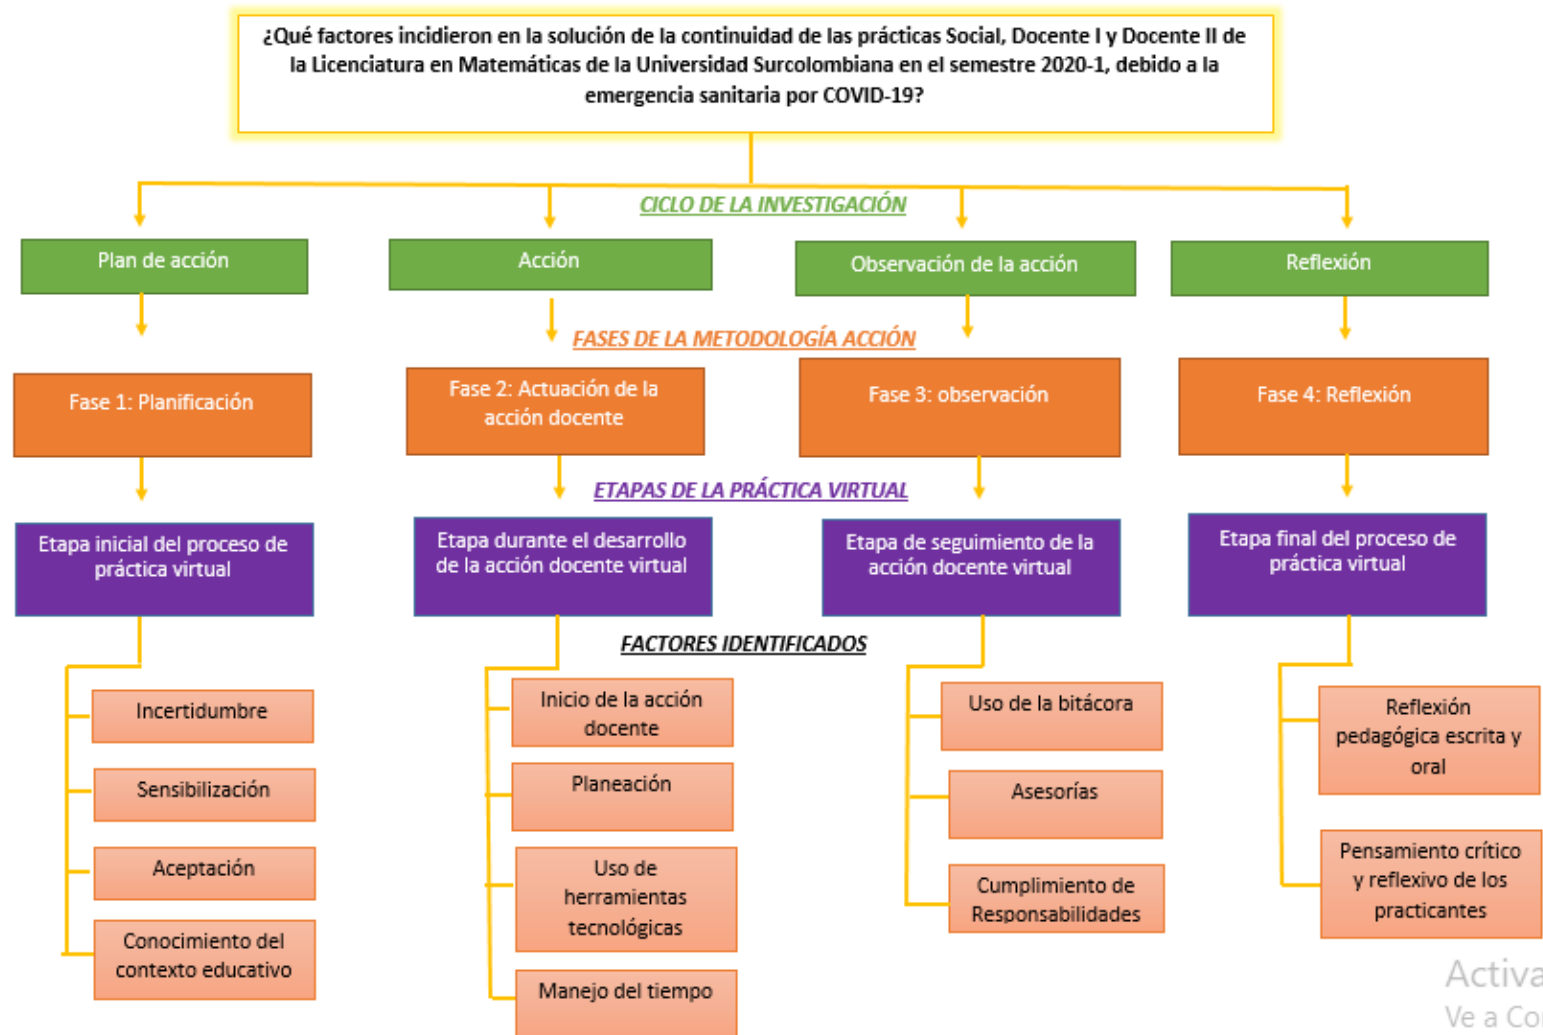 ¿Qué factores incidieron en la solución de la continuidad de las prácticas Social, Docente I y Docente II de
la Licenciatura en Matemáticas de la Universidad Surcolombiana en el semestre 2020-1, debido a la
emergencia sanitaria por COVID-19?
CICLO DE LA INVESTIGACIÓN
Plan de acción
Acción
Observación de la acción
Reflexión
FASES DE LA METODOLOGÍA ACCIÓN
Fase 1: Planificación
Fase 2: Actuación de la
acción docente
Fase 3: observación
Fase 4: Reflexión
ETAPAS DE LA PRÁCTICA VIRTUAL
Etapa inicial del proceso de
práctica virtual
Etapa durante el desarrollo
de la acción docente virtual
Etapa de seguimiento de la
acción docente virtual
Etapa final del proceso de
práctica virtual
FACTORES IDENTIFICADOS
Incertidumbre
Sensibilización
Aceptación
Conocimiento del
contexto educativo
Inicio de la acción
docente
Planeación
Uso de
herramientas
tecnológicas
Manejo del tiempo
Uso de la bitácora
Asesorías
Cumplimiento de
Responsabilidades
Reflexión
pedagógica escrita y
oral
Pensamiento crítico
y reflexivo de los
practicantes
Activa
Ve a Co